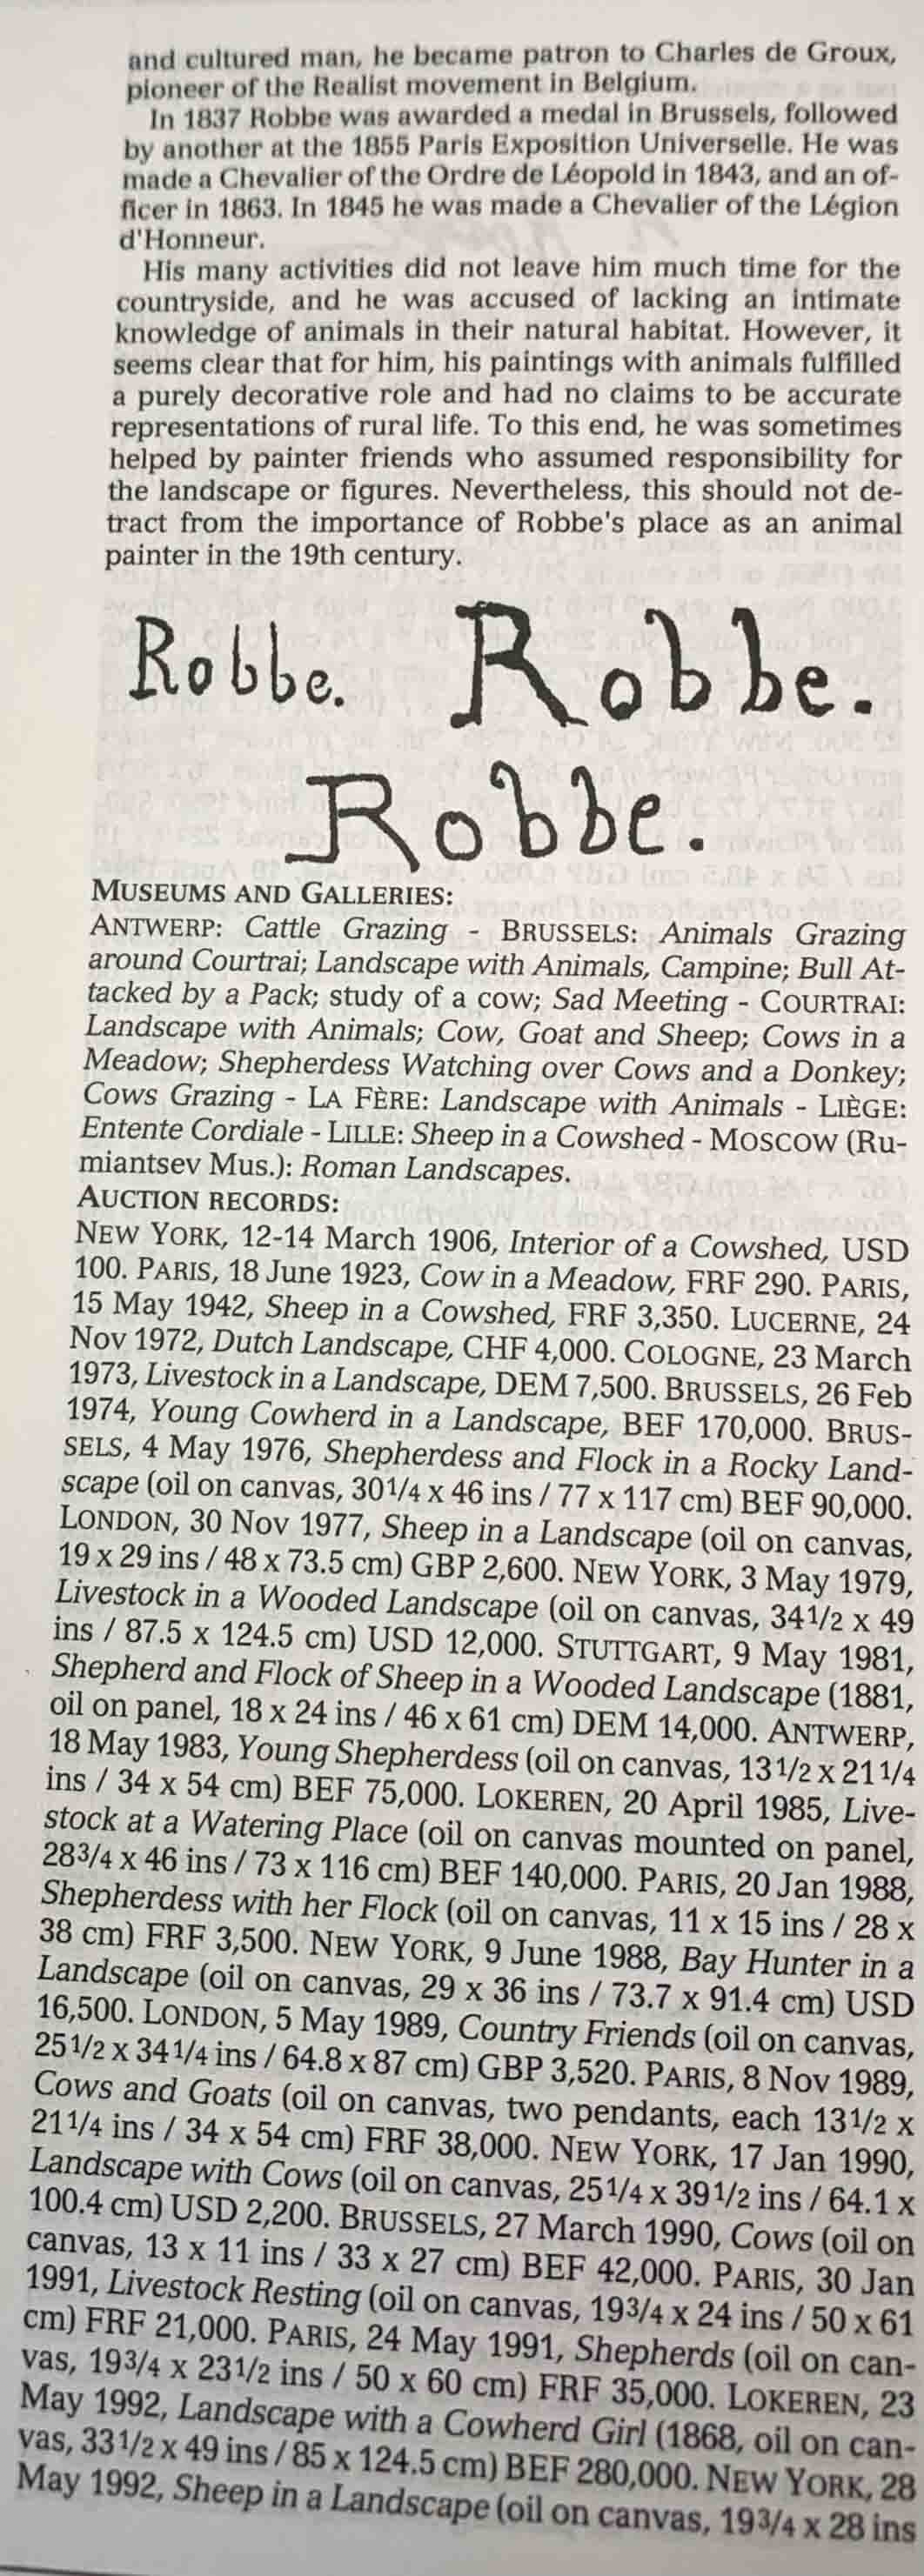 and cultured man, he became patron to Charles de Groux,
pioneer of the Realist movement in Belgium.
In 1837 Robbe was awarded a medal in Brussels, followed
by another at the 1855 Paris Exposition Universelle. He was
made a Chevalier of the Ordre de Léopold in 1843, and an of-
ficer in 1863. In 1845 he was made a Chevalier of the Légion
d'Honneur.
His many activities did not leave him much time for the
countryside, and he was accused of lacking an intimate
knowledge of animals in their natural habitat. However, it
seems clear that for him, his paintings with animals fulfilled
a purely decorative role and had no claims to be accurate
representations of rural life. To this end, he was sometimes
helped by painter friends who assumed responsibility for
the landscape or figures. Nevertheless, this should not de-
tract from the importance of Robbe's place as an animal
painter in the 19th century.
Robbe. Robbe.
Robbe.
MUSEUMS AND GALLERIES:
ANTWERP: Cattle Grazing - BRUSSELS: Animals Grazing
around Courtrai; Landscape with Animals, Campine; Bull At-
tacked by a Pack; study of a cow; Sad Meeting - COURTRAI:
Landscape with Animals; Cow, Goat and Sheep; Cows in a
Meadow; Shepherdess Watching over Cows and a Donkey;
Cows Grazing - LA FÈRE: Landscape with Animals - LIÈGE:
Entente Cordiale - LILLE: Sheep in a Cowshed - MOSCOW (Ru-
miantsev Mus.): Roman Landscapes.
AUCTION RECORDS:
NEW YORK, 12-14 March 1906, Interior of a Cowshed, USD
100. PARIS, 18 June 1923, Cow in a Meadow, FRF 290. PARIS,
15 May 1942, Sheep in a Cowshed, FRF 3,350. LUCERNE, 24
Nov 1972, Dutch Landscape, CHF 4,000. COLOGNE, 23 March
1973, Livestock in a Landscape, DEM 7,500. BRUSSELS, 26 Feb
1974, Young Cowherd in a Landscape, BEF 170,000. BRUS-
SELS, 4 May 1976, Shepherdess and Flock in a Rocky Land-
scape (oil on canvas, 30 1/4 x 46 ins / 77 x 117 cm) BEF 90,000.
LONDON, 30 Nov 1977, Sheep in a Landscape (oil on canvas,
19 x 29 ins / 48 x 73.5 cm) GBP 2,600. NEW YORK, 3 May 1979,
Livestock in a Wooded Landscape (oil on canvas, 34 1/2 x 49
ins / 87.5 x 124.5 cm) USD 12,000. STUTTGART, 9 May 1981,
Shepherd and Flock of Sheep in a Wooded Landscape (1881,
oil on panel, 18 x 24 ins / 46 x 61 cm) DEM 14,000. ANTWERP,
18 May 1983, Young Shepherdess (oil on canvas, 13 1/2 x 21 1/4
ins / 34 x 54 cm) BEF 75,000. LOKEREN, 20 April 1985, Live-
stock at a Watering Place (oil on canvas mounted on panel,
28 3/4 x 46 ins / 73 x 116 cm) BEF 140,000. PARIS, 20 Jan 1988,
Shepherdess with her Flock (oil on canvas, 11 x 15 ins / 28 x
38 cm) FRF 3,500. NEW YORK, 9 June 1988, Bay Hunter in a
Landscape (oil on canvas, 29 x 36 ins / 73.7 x 91.4 cm) USD
16,500. LONDON, 5 May 1989, Country Friends (oil on canvas,
25 1/2 x 34 1/4 ins / 64.8 x 87 cm) GBP 3,520. PARIS, 8 Nov 1989,
Cows and Goats (oil on canvas, two pendants, each 13 1/2 x
21 1/4 ins / 34 x 54 cm) FRF 38,000. NEW YORK, 17 Jan 1990,
Landscape with Cows (oil on canvas, 25 1/4 x 39 1/2 ins / 64.1 x
100.4 cm) USD 2,200. BRUSSELS, 27 March 1990, Cows (oil on
canvas, 13 x 11 ins / 33 x 27 cm) BEF 42,000. PARIS, 30 Jan
1991, Livestock Resting (oil on canvas, 19 3/4 x 24 ins / 50 x 61
cm) FRF 21,000. PARIS, 24 May 1991, Shepherds (oil on can-
vas, 19 3/4 x 23 1/2 ins / 50 x 60 cm) FRF 35,000. LOKEREN, 23
May 1992, Landscape with a Cowherd Girl (1868, oil on can-
vas, 33 1/2 x 49 ins / 85 x 124.5 cm) BEF 280,000. NEW YORK, 28
May 1992, Sheep in a Landscape (oil on canvas, 19 3/4 x 28 ins